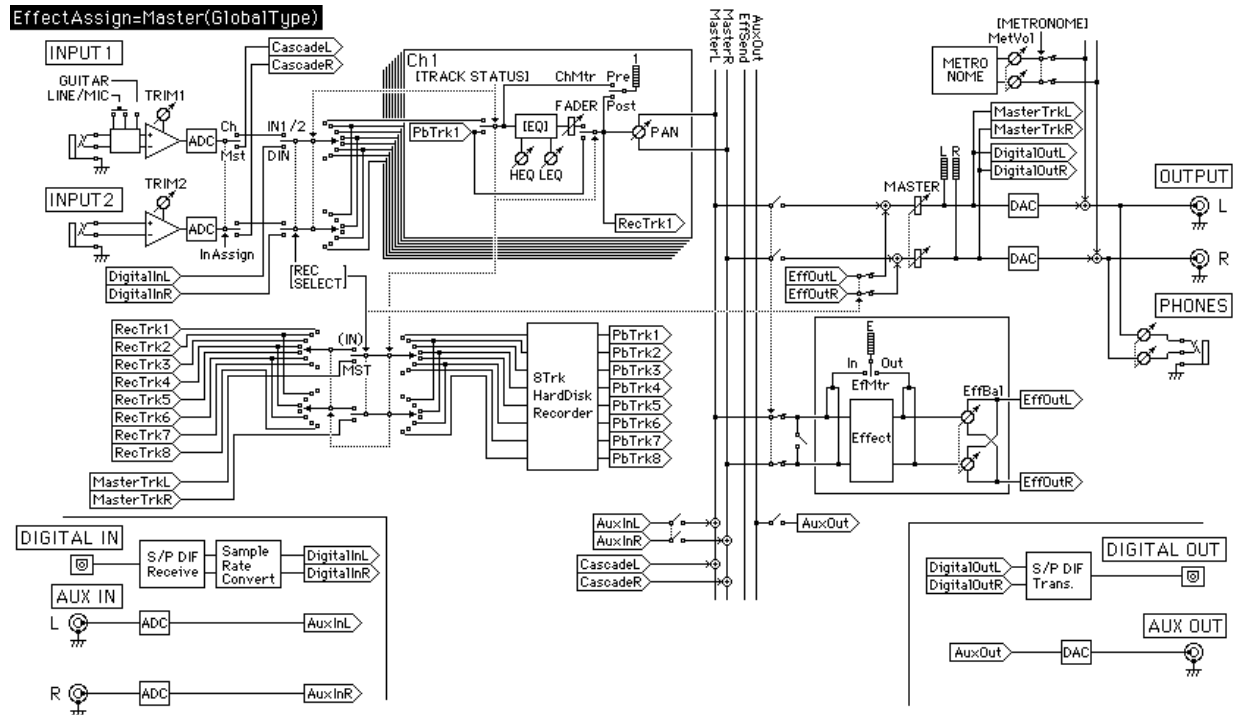 EffectAssign=Master(GlobalType)
INPUT1
GUITAR
LINE/MIC
TRIM1
ADC
Ch
Mst
CascadeL
CascadeR
IN1/2
DIN
INPUT2
TRIM2
ADC
InAssign
DigitalInL
DigitalInR
[REC
SELECT]
Ch1
[TRACK STATUS]
ChMtr
Pre
1
Post
PbTrk1
[EQ]
FADER
PAN
HEQ
LEQ
RecTrk1
MasterL
MasterR
EffSend
AuxOut
[METRONOME]
MetVol
METRO
NOME
MasterTrkL
MasterTrkR
DigitalOutL
DigitalOutR
L R
MASTER
DAC
DAC
OUTPUT
L
R
PHONES
EffOutL
EffOutR
RecTrk1
RecTrk2
RecTrk3
RecTrk4
RecTrk5
RecTrk6
RecTrk7
RecTrk8
MasterTrkL
MasterTrkR
(IN)
MST
8Trk
HardDisk
Recorder
PbTrk1
PbTrk2
PbTrk3
PbTrk4
PbTrk5
PbTrk6
PbTrk7
PbTrk8
E
In
Out
EfMtr
Effect
EffBal
EffOutL
EffOutR
AuxInL
AuxInR
CascadeL
CascadeR
AuxOut
DIGITAL IN
S/P DIF
Receive
Sample
Rate
Convert
DigitalInL
DigitalInR
AUX IN
L
ADC
AuxInL
R
ADC
AuxInR
DIGITAL OUT
DigitalOutL
DigitalOutR
S/P DIF
Trans.
AUX OUT
AuxOut
DAC